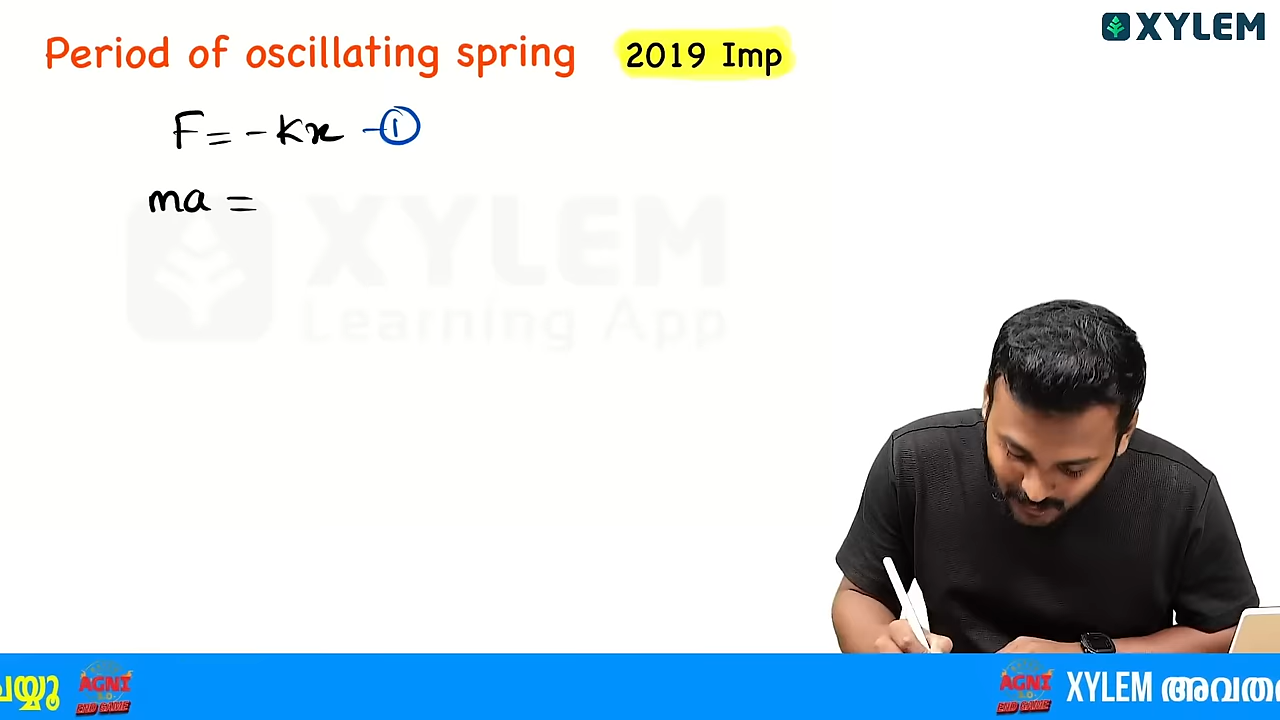 Period of oscillating spring 2019 Imp
XYLEM
F = - kx - ①
ma =
XYLEM
Learning App
AGNI
END GAME
AGNI
END GAME
XYLEM